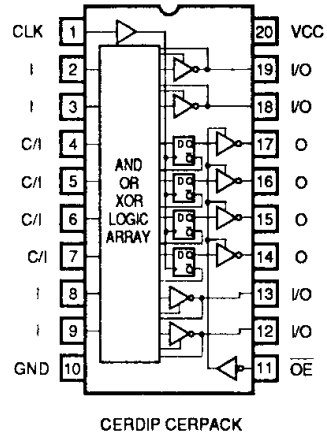 CLK 1 20 VCC
I 2 19 I/O
I 3 18 I/O
C/I 4 D Q 17 O
C/I 5 D Q 16 O
C/I 6 D Q 15 O
C/I 7 D Q 14 O
AND
OR
XOR
LOGIC
ARRAY
I 8 13 I/O
I 9 12 I/O
GND 10 11 OE
CERDIP CERPACK